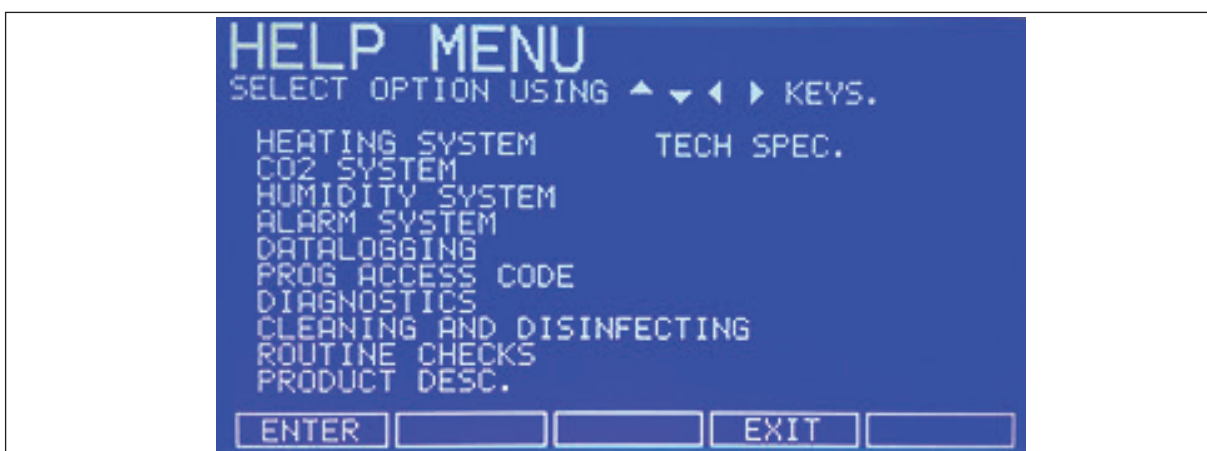 HELP MENU
SELECT OPTION USING ▲ ▼ ◀ ▶ KEYS.
HEATING SYSTEM TECH SPEC.
CO2 SYSTEM
HUMIDITY SYSTEM
ALARM SYSTEM
DATALOGGING
PROG ACCESS CODE
DIAGNOSTICS
CLEANING AND DISINFECTING
ROUTINE CHECKS
PRODUCT DESC.
ENTER EXIT